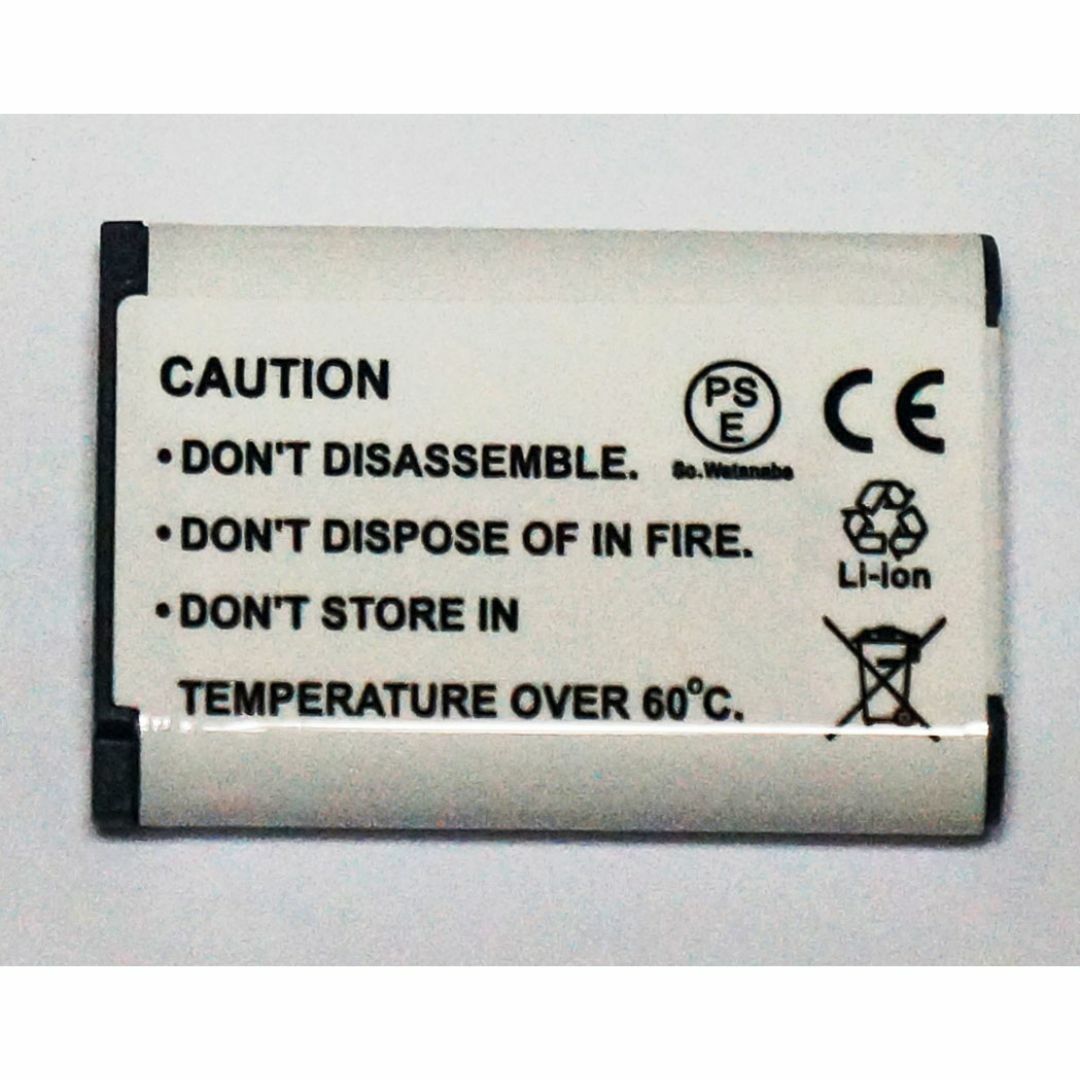 CAUTION
PS
E
CE
•DON'T DISASSEMBLE.
So.Watanabe
•DON'T DISPOSE OF IN FIRE.
Li-ion
•DON'T STORE IN
TEMPERATURE OVER 60°C.